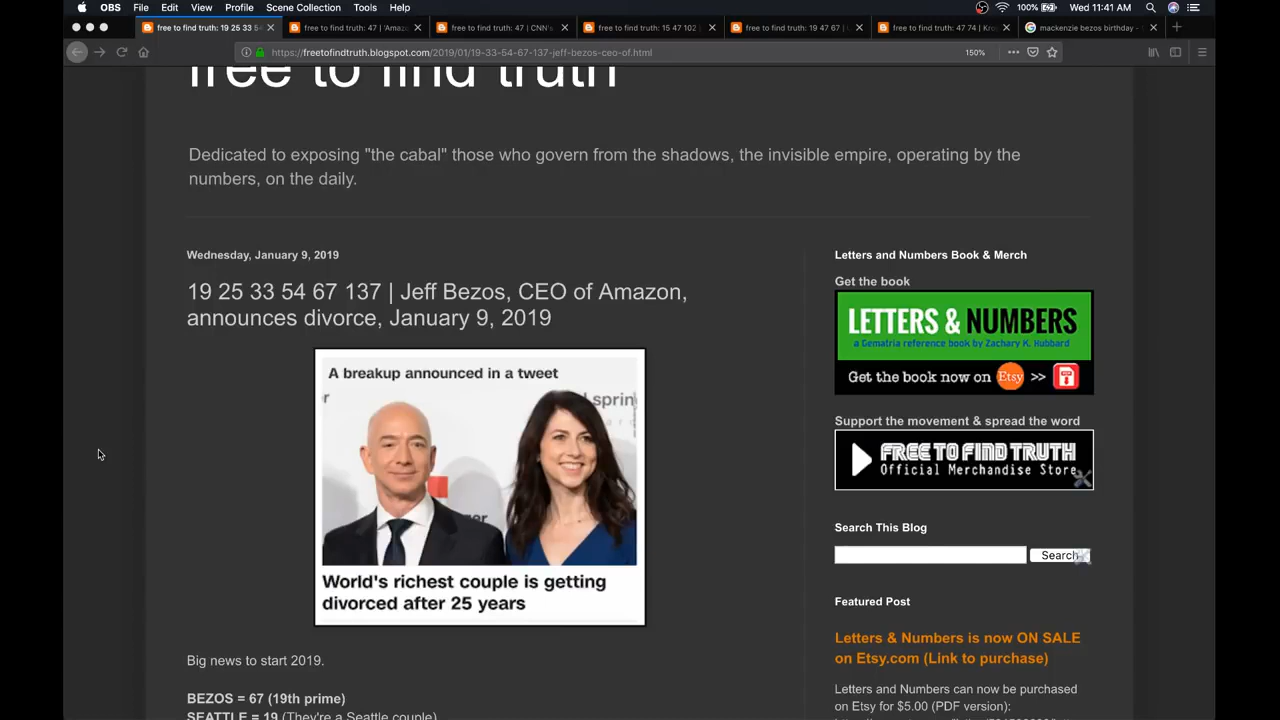 OBS File Edit View Profile Scene Collection Tools Help 100% Wed 11:41 AM
free to find truth: 19 25 33 54 free to find truth: 47 | 'Amaz free to find truth: 47 | CNN's free to find truth: 15 47 102 free to find truth: 19 47 67 | free to find truth: 47 74 | Kro mackenzie bezos birthday -
https://freetofindtruth.blogspot.com/2019/01/19-33-54-67-137-jeff-bezos-ceo-of.html 150%
free to find truth
Dedicated to exposing "the cabal" those who govern from the shadows, the invisible empire, operating by the
numbers, on the daily.
Wednesday, January 9, 2019
19 25 33 54 67 137 | Jeff Bezos, CEO of Amazon,
announces divorce, January 9, 2019
A breakup announced in a tweet
sprin
World's richest couple is getting
divorced after 25 years
Big news to start 2019.
BEZOS = 67 (19th prime)
SEATTLE = 19 (They're a Seattle couple)
Letters and Numbers Book & Merch
Get the book
LETTERS & NUMBERS
a Gematria reference book by Zachary K. Hubbard
Get the book now on Etsy >>
Support the movement & spread the word
FREE TO FIND TRUTH
Official Merchandise Store
Search This Blog
Search
Featured Post
Letters & Numbers is now ON SALE
on Etsy.com (Link to purchase)
Letters and Numbers can now be purchased
on Etsy for $5.00 (PDF version):